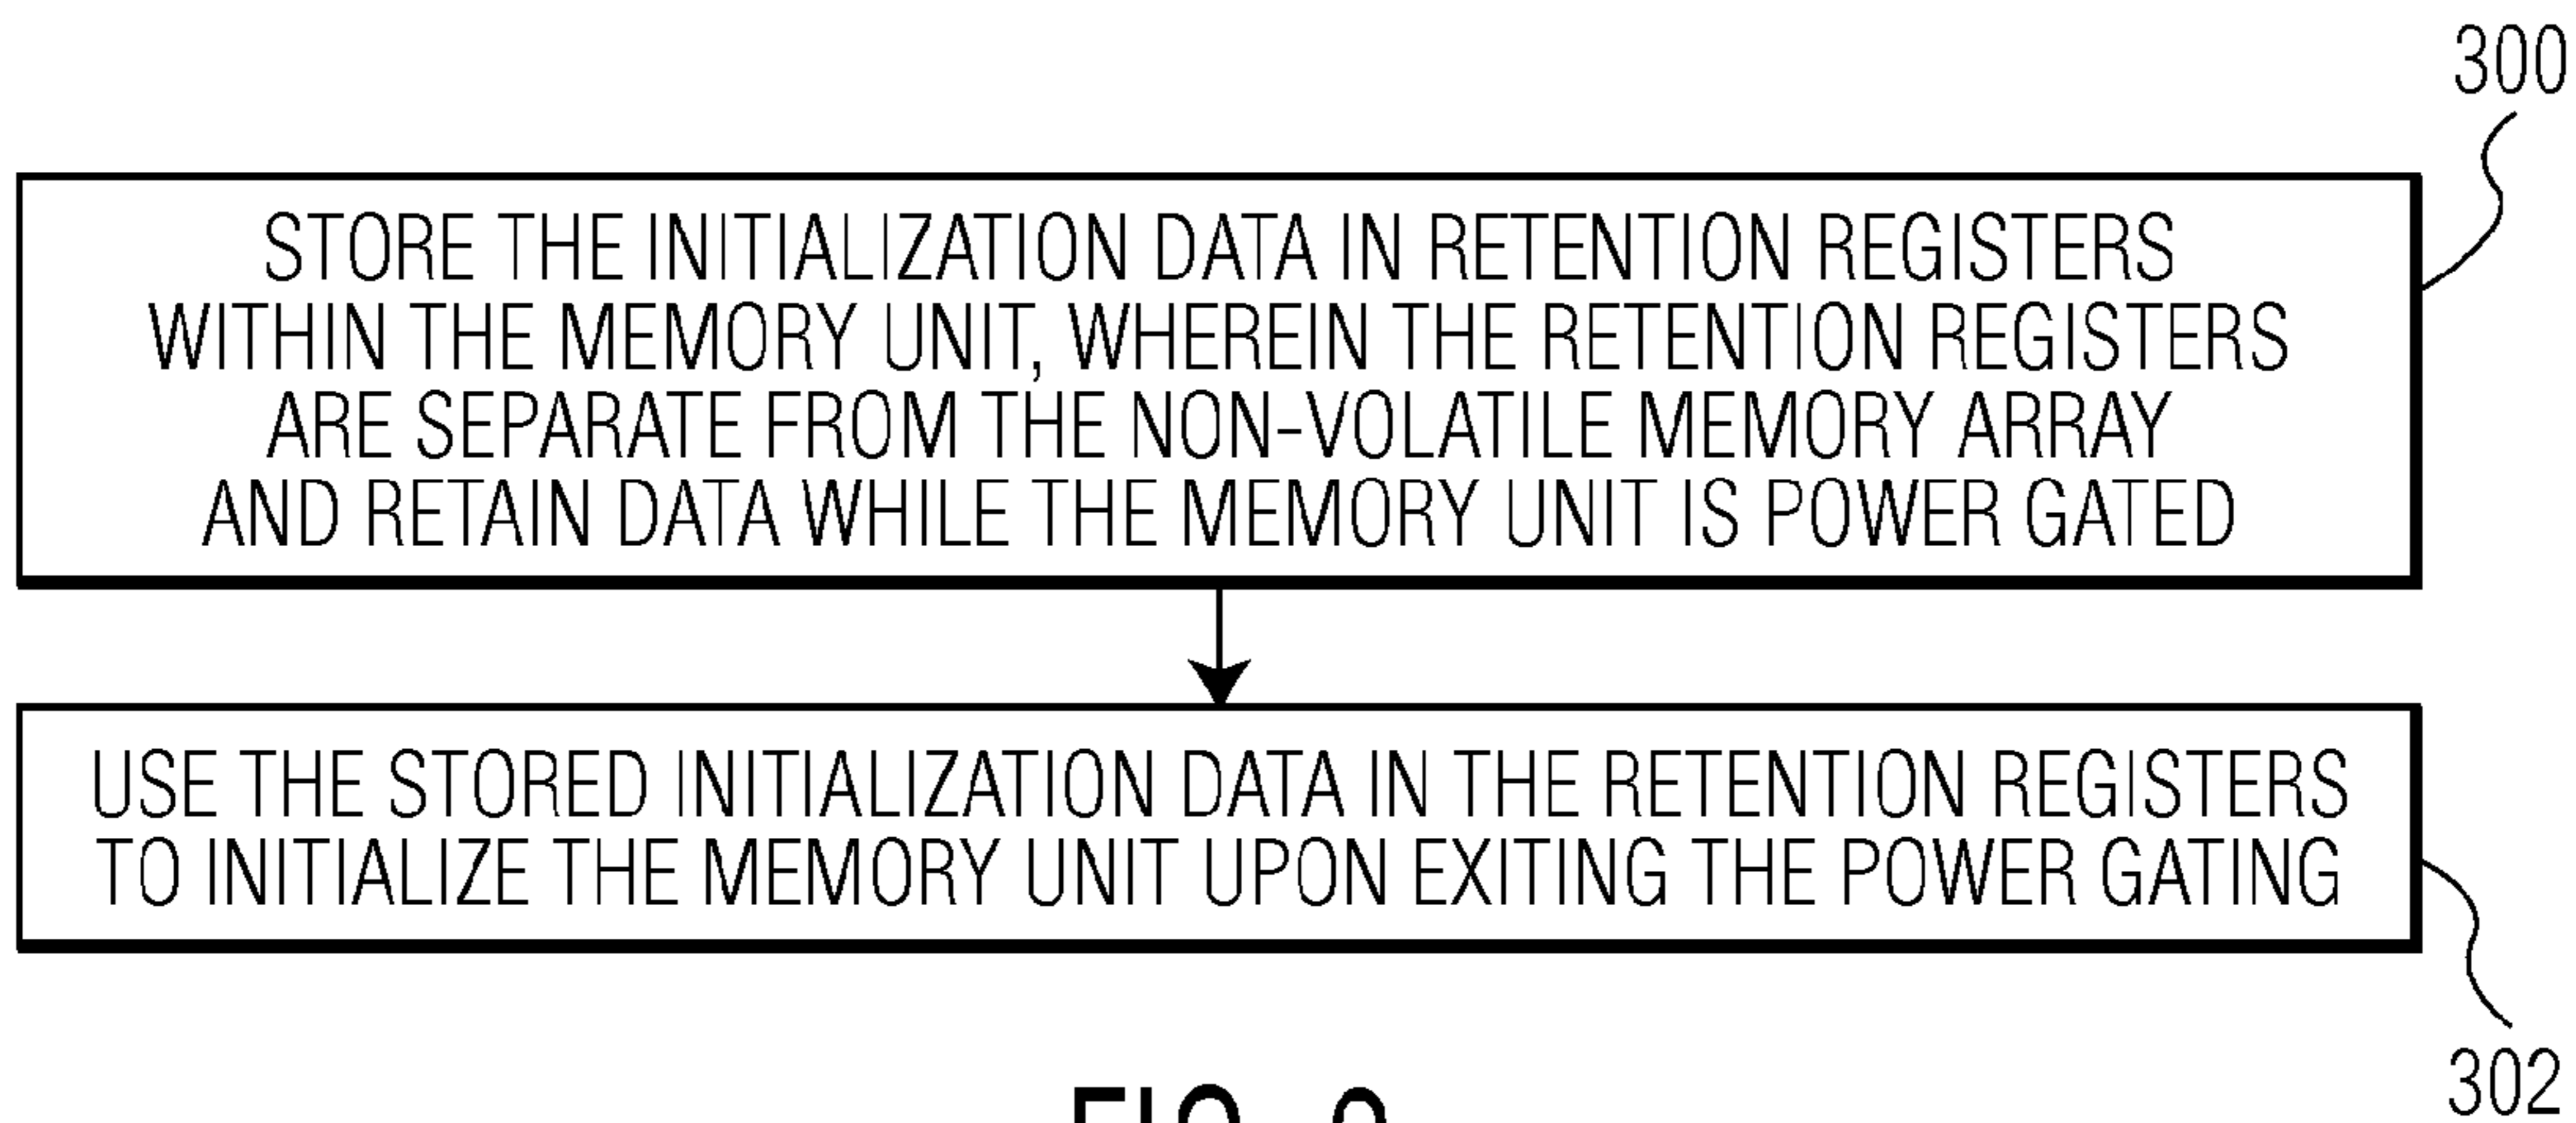 300
STORE THE INITIALIZATION DATA IN RETENTION REGISTERS
WITHIN THE MEMORY UNIT, WHEREIN THE RETENTION REGISTERS
ARE SEPARATE FROM THE NON-VOLATILE MEMORY ARRAY
AND RETAIN DATA WHILE THE MEMORY UNIT IS POWER GATED
USE THE STORED INITIALIZATION DATA IN THE RETENTION REGISTERS
TO INITIALIZE THE MEMORY UNIT UPON EXITING THE POWER GATING
302